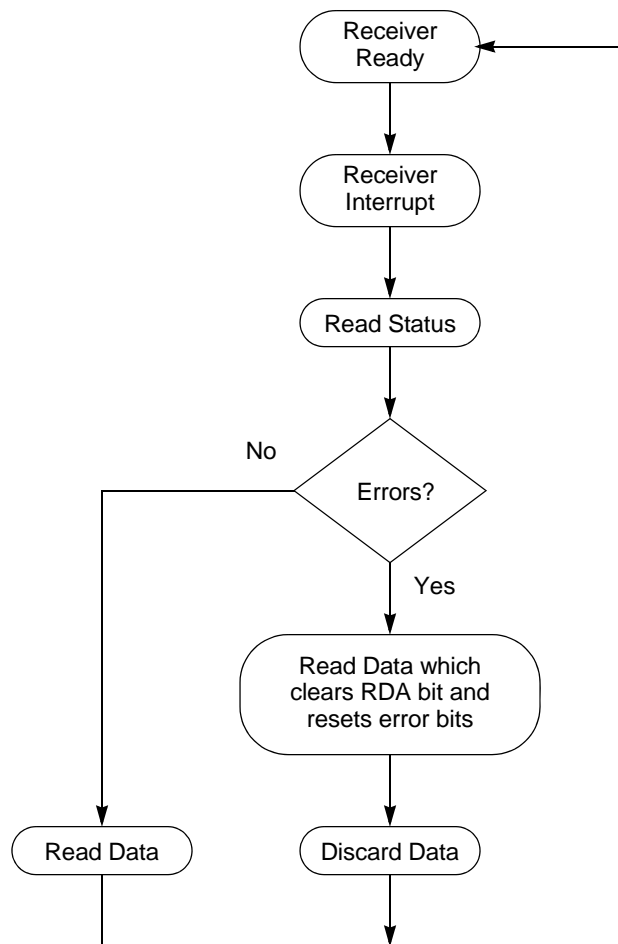 Receiver
Ready
Receiver
Interrupt
Read Status
No
Errors?
Yes
Read Data which
clears RDA bit and
resets error bits
Read Data
Discard Data